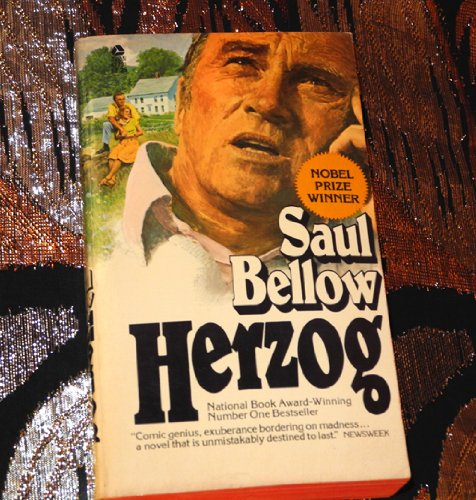 NOBEL
PRIZE
WINNER
Saul
Bellow
Herzog
National Book Award-Winning
Number One Bestseller
"Comic genius, exuberance bordering on madness...
a novel that is unmistakably destined to last." NEWSWEEK